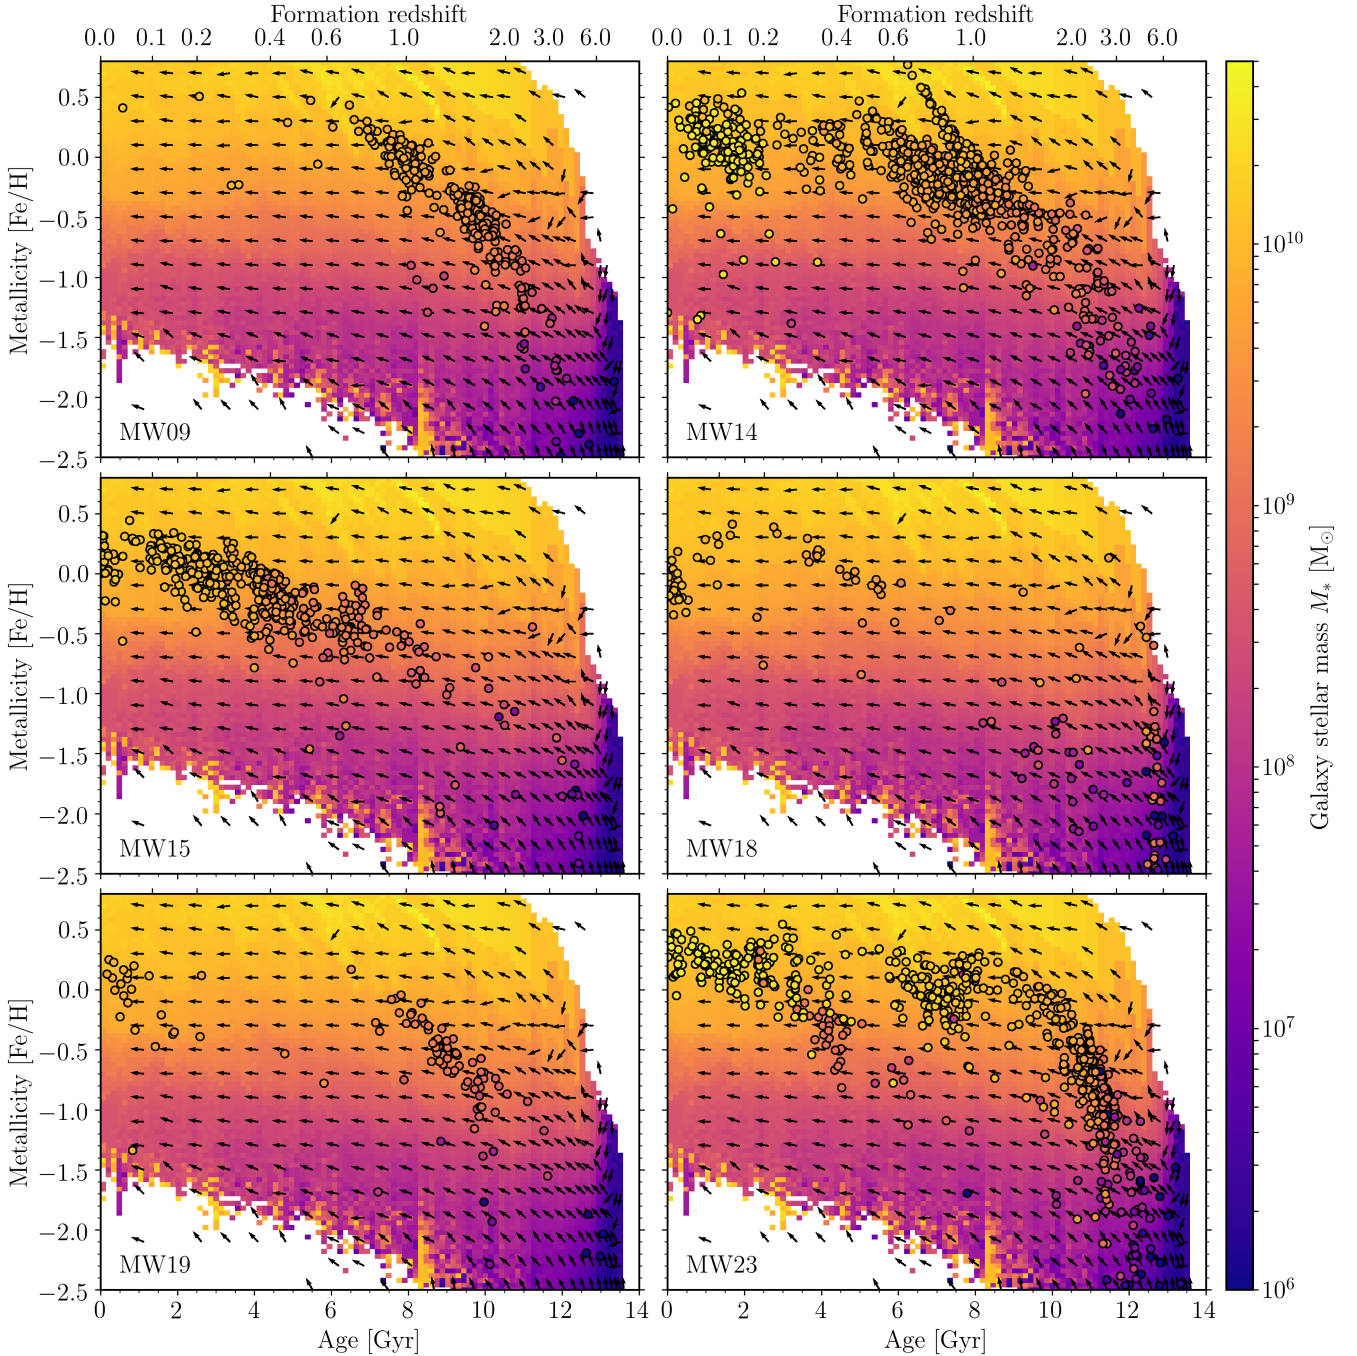 Formation redshift Formation redshift
0.0 0.1 0.2 0.4 0.6 1.0 2.0 3.0 6.0 0.0 0.1 0.2 0.4 0.6 1.0 2.0 3.0 6.0
0.5
0.0
−0.5
−1.0
−1.5
−2.0
−2.5
Metallicity [Fe/H]
MW09 MW14
0.5
0.0
−0.5
−1.0
−1.5
−2.0
−2.5
Metallicity [Fe/H]
MW15 MW18
0.5
0.0
−0.5
−1.0
−1.5
−2.0
−2.5
Metallicity [Fe/H]
MW19 MW23
0 2 4 6 8 10 12 14 0 2 4 6 8 10 12 14
Age [Gyr] Age [Gyr]
10^10
10^9
10^8
10^7
10^6
Galaxy stellar mass M_* [M_⊙]